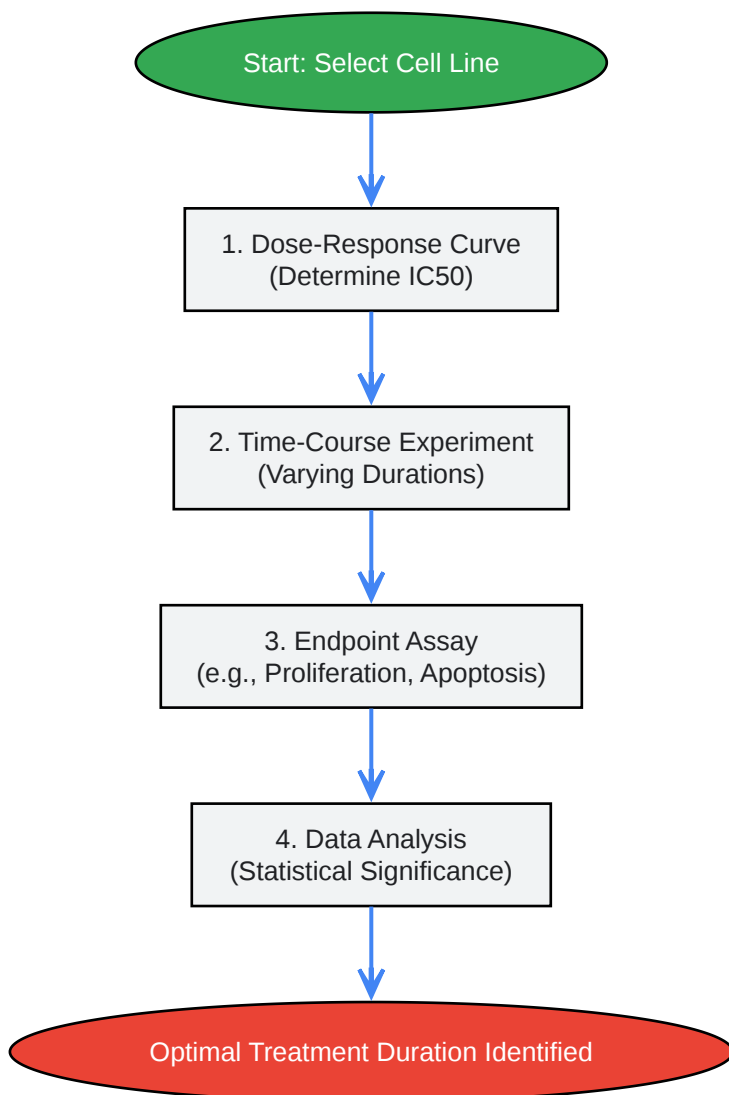 Start: Select Cell Line
1. Dose-Response Curve
(Determine IC50)
2. Time-Course Experiment
(Varying Durations)
3. Endpoint Assay
(e.g., Proliferation, Apoptosis)
4. Data Analysis
(Statistical Significance)
Optimal Treatment Duration Identified